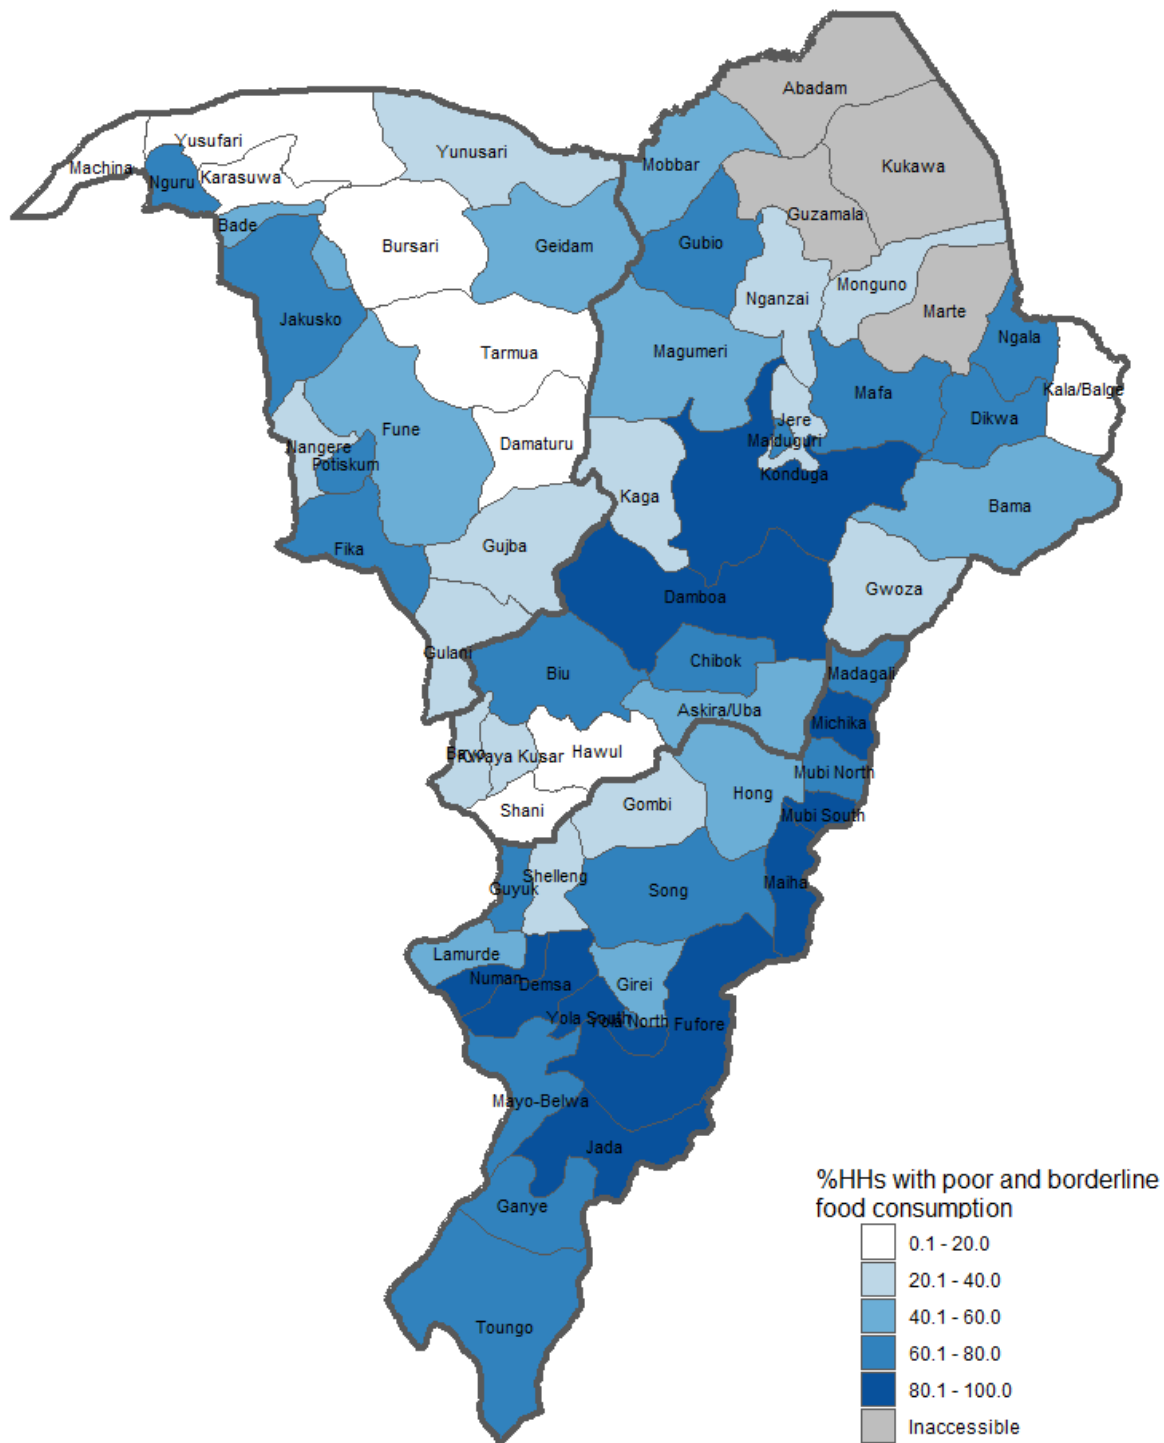 Abadam
Yusufari
Yunusari
Mobbar
Kukawa
Machina
Nguru
Karasuwa
Guzamala
Bade
Bursari
Geidam
Gubio
Nganzai
Monguno
Marte
Jakusko
Tarmua
Magumeri
Ngala
Mafa
Kala/Balge
Dikwa
Jere
Fune
Damaturu
Maiduguri
Nangere
Potiskum
Konduga
Kaga
Bama
Fika
Gujba
Gwoza
Damboa
Gulani
Biu
Chibok
Madagali
Askira/Uba
Michika
Bayo
Kwaya Kusar
Hawul
Mubi North
Hong
Shani
Gombi
Mubi South
Guyuk
Shelleng
Song
Maiha
Lamurde
Numan
Demsa
Girei
Yola South
Yola North
Fufore
Mayo-Belwa
Jada
Ganye
Toungo
%HHs with poor and borderline
food consumption
0.1 - 20.0
20.1 - 40.0
40.1 - 60.0
60.1 - 80.0
80.1 - 100.0
Inaccessible